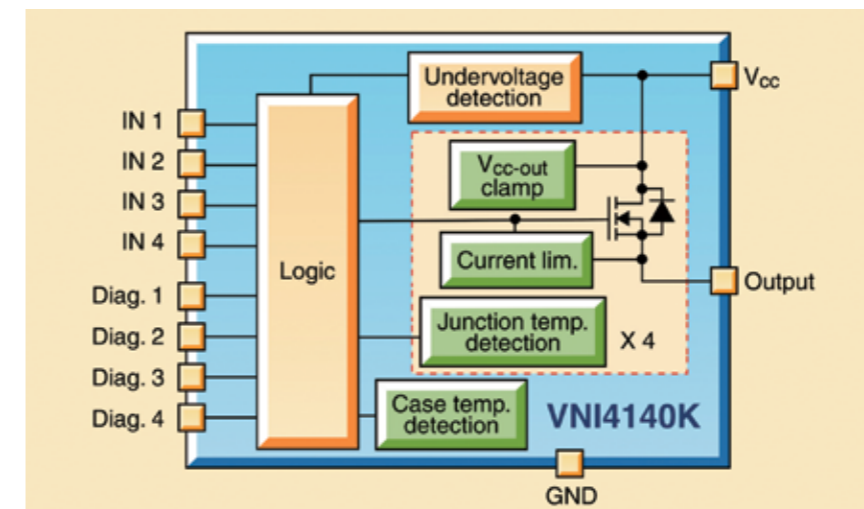 Undervoltage
detection
Vcc
IN 1
IN 2
IN 3
IN 4
Vcc-out
clamp
Logic
Current lim.
Output
Diag. 1
Diag. 2
Diag. 3
Diag. 4
Junction temp.
detection
X 4
Case temp.
detection
VNI4140K
GND